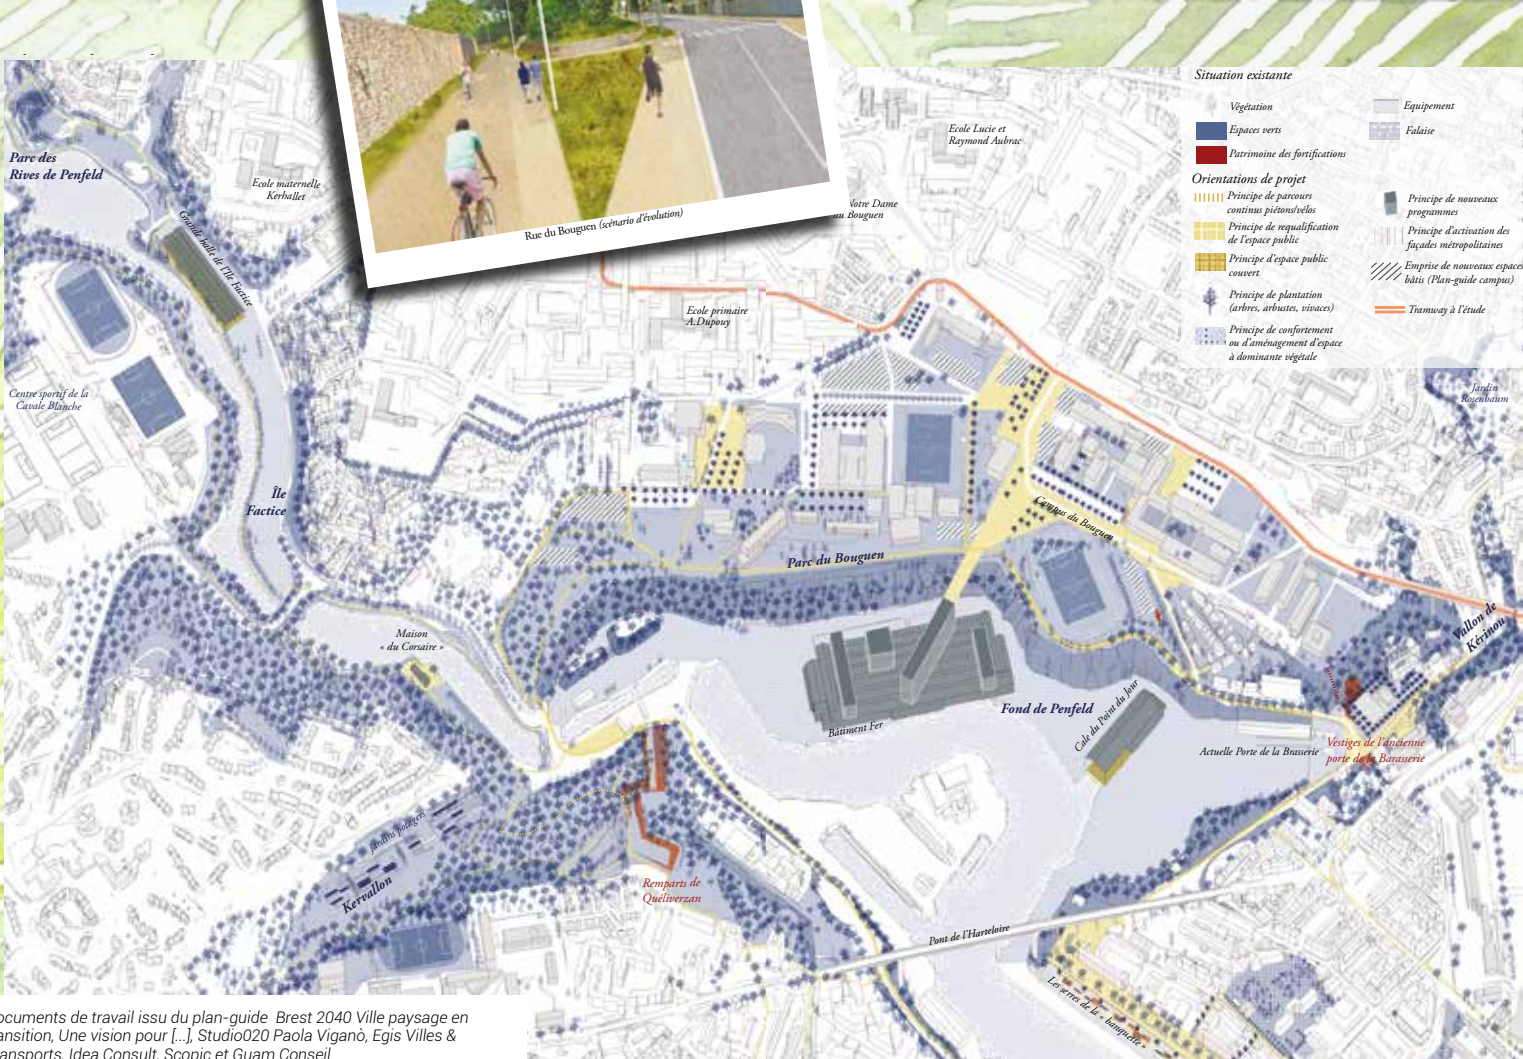 Rue du Bouguen (scénario d'évolution)
Situation existante
Végétation
Espaces verts
Patrimoine des fortifications
Equipement
Falaise
Orientations de projet
Principe de parcours
continus piétons/vélos
Principe de requalification
de l'espace public
Principe d'espace public
couvert
Principe de plantation
(arbres, arbustes, vivaces)
Principe de confortement
ou d'aménagement d'espace
à dominante végétale
Principe de nouveaux
programmes
Principe d'activation des
façades métropolitaines
Emprise de nouveaux espaces
bâtis (Plan-guide campus)
Tramway à l'étude
Parc des
Rives de Penfeld
Ecole maternelle
Kerhallet
Grande halle de l'Ile Factice
Ecole Lucie et
Raymond Aubrac
Notre Dame
du Bouguen
Ecole primaire
A.Dupouy
Centre sportif de la
Cavale Blanche
Jardin
Rosenbaum
Île
Factice
Campus du Bouguen
Parc du Bouguen
Maison
« du Corsaire »
Vallon de
Kérinou
Fond de Penfeld
Bâtiment Fer
Cale du Point du Jour
Actuelle Porte de la Brasserie
Vestiges de l'ancienne
porte de la Barasserie
Jardins potagers
Kervallon
Remparts de
Quéliverzan
Pont de l'Harteloire
Les serres de la « banquette »
ocuments de travail issu du plan-guide Brest 2040 Ville paysage en
ansition, Une vision pour [...], Studio020 Paola Viganò, Egis Villes &
ansports, Idea Consult, Scopic et Guam Conseil